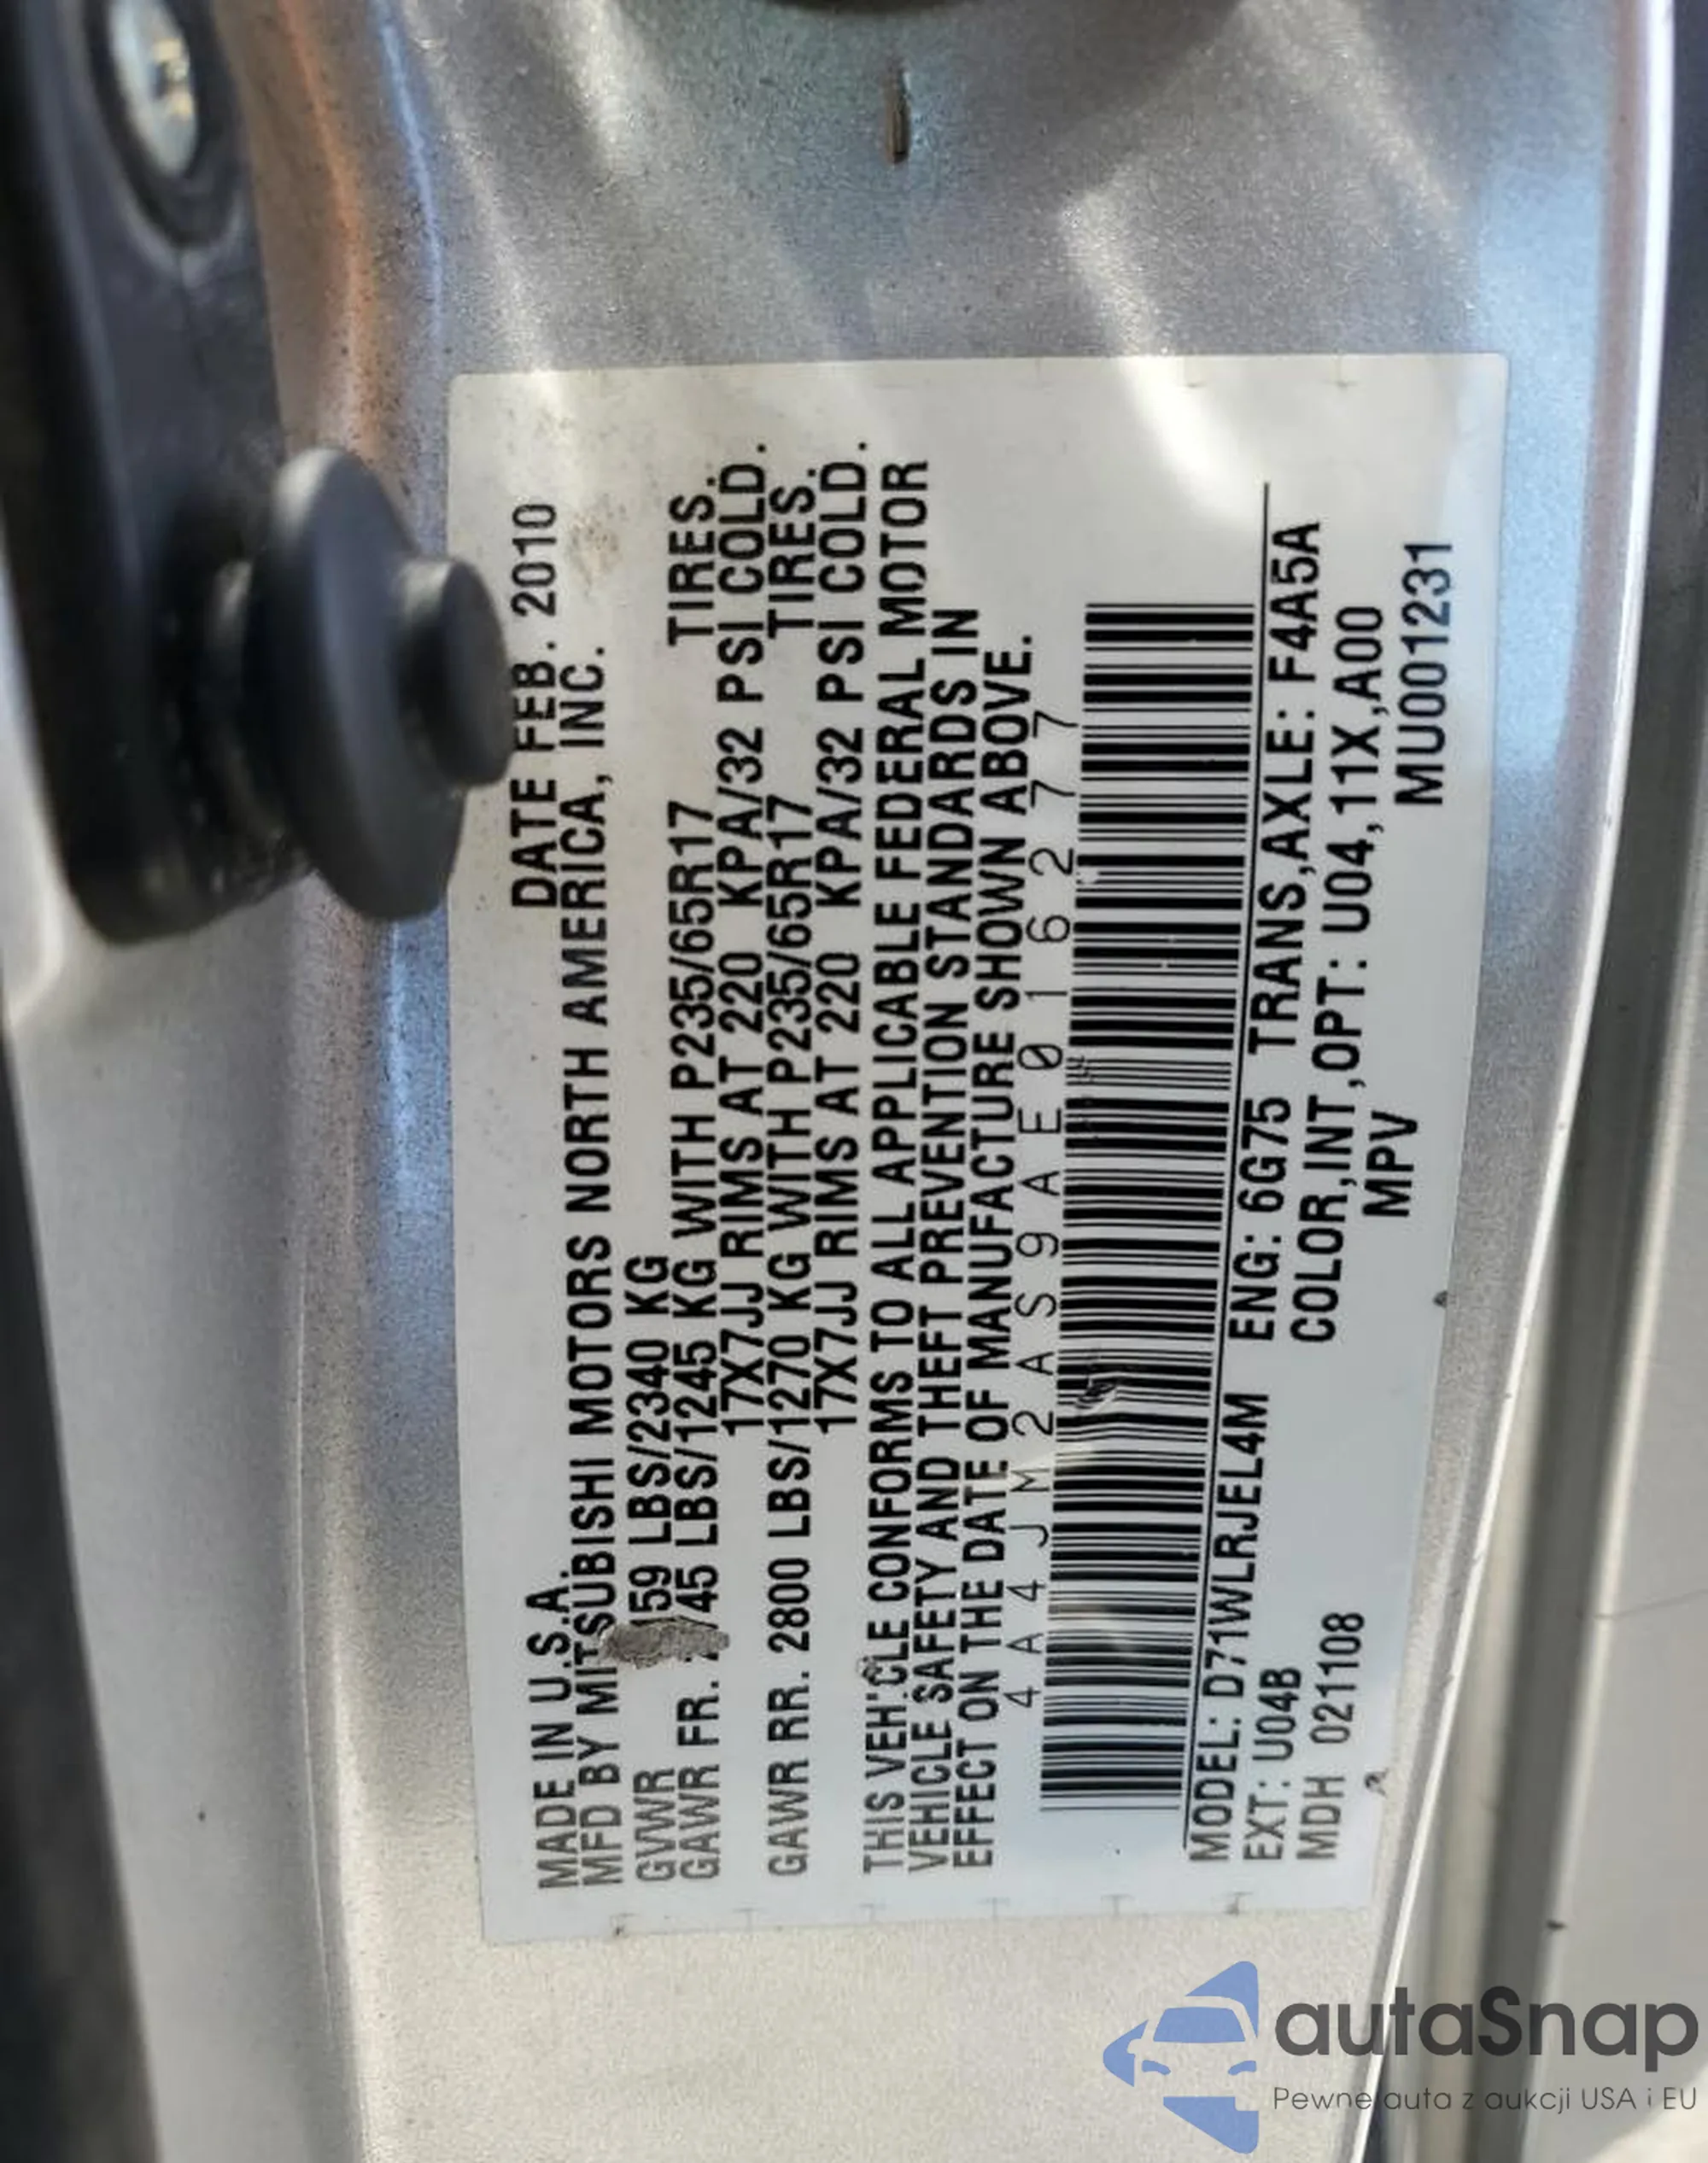 MADE IN U.S.A. DATE FEB. 2010
MFD BY MITSUBISHI MOTORS NORTH AMERICA, INC.
GVWR 159 LBS/2340 KG
GAWR FR. 745 LBS/1245 KG WITH P235/65R17 TIRES.
17X7JJ RIMS AT 220 KPA/32 PSI COLD.
GAWR RR. 2800 LBS/1270 KG WITH P235/65R17 TIRES.
17X7JJ RIMS AT 220 KPA/32 PSI COLD.
THIS VEHICLE CONFORMS TO ALL APPLICABLE FEDERAL MOTOR
VEHICLE SAFETY AND THEFT PREVENTION STANDARDS IN
EFFECT ON THE DATE OF MANUFACTURE SHOWN ABOVE.
4A4JM2AS9AE016277
MODEL: D71WLRJEL4M ENG: 6G75 TRANS,AXLE: F4A5A
EXT: U04B COLOR,INT,OPT: U04,11X,A00
MDH 021108 MPV MU001231
autaSnap
Pewne auta z aukcji USA i EU